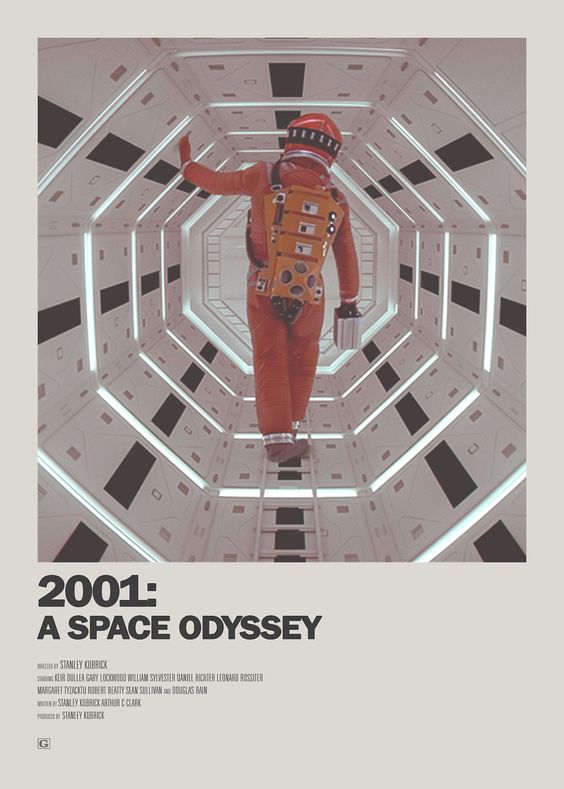 2001:
A SPACE ODYSSEY
DIRECTED BY STANLEY KUBRICK
STARRING KEIR DULLEA GARY LOCKWOOD WILLIAM SYLVESTER DANIEL RICHTER LEONARD ROSSITER
MARGARET TYZACKTU ROBERT BEATTY SEAN SULLIVAN AND DOUGLAS RAIN
WRITTEN BY STANLEY KUBRICK ARTHUR C CLARK
PRODUCED BY STANLEY KUBRICK
G